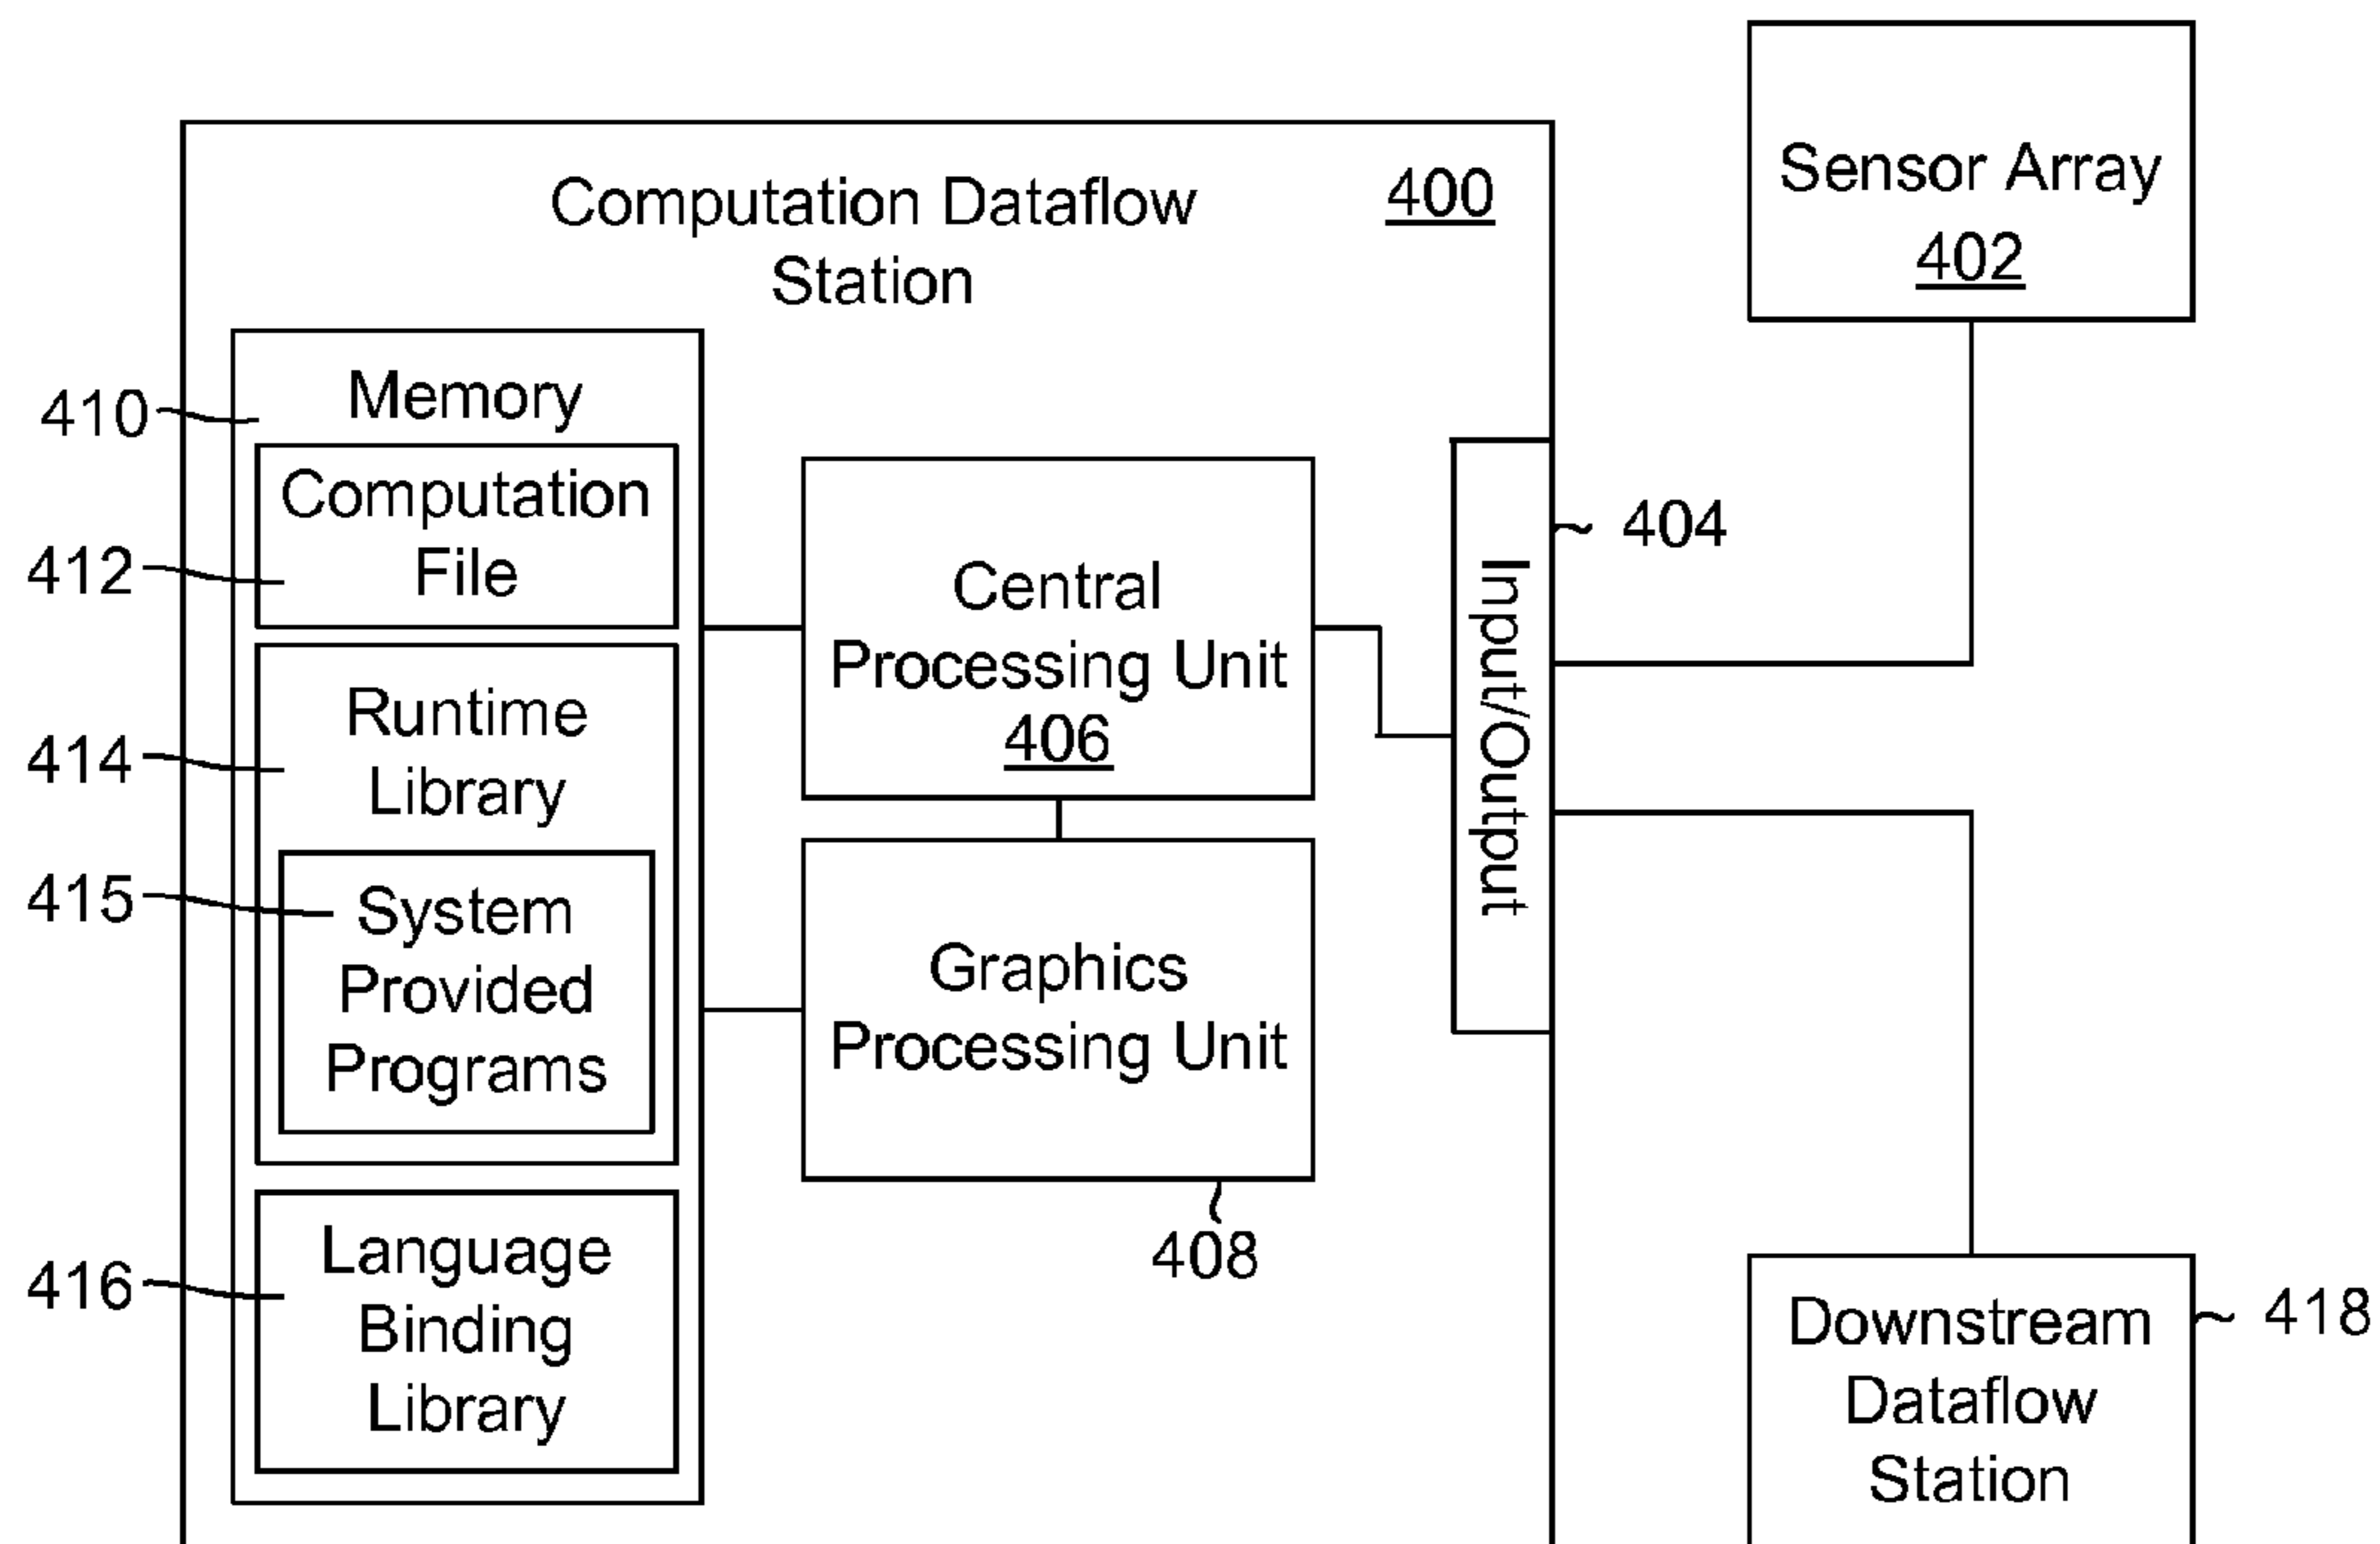 Computation Dataflow
Station
400
Sensor Array
402
410
Memory
412
Computation
File
414
Runtime
Library
415
System
Provided
Programs
416
Language
Binding
Library
Central
Processing Unit
406
Graphics
Processing Unit
408
Input/Output
404
Downstream
Dataflow
Station
418